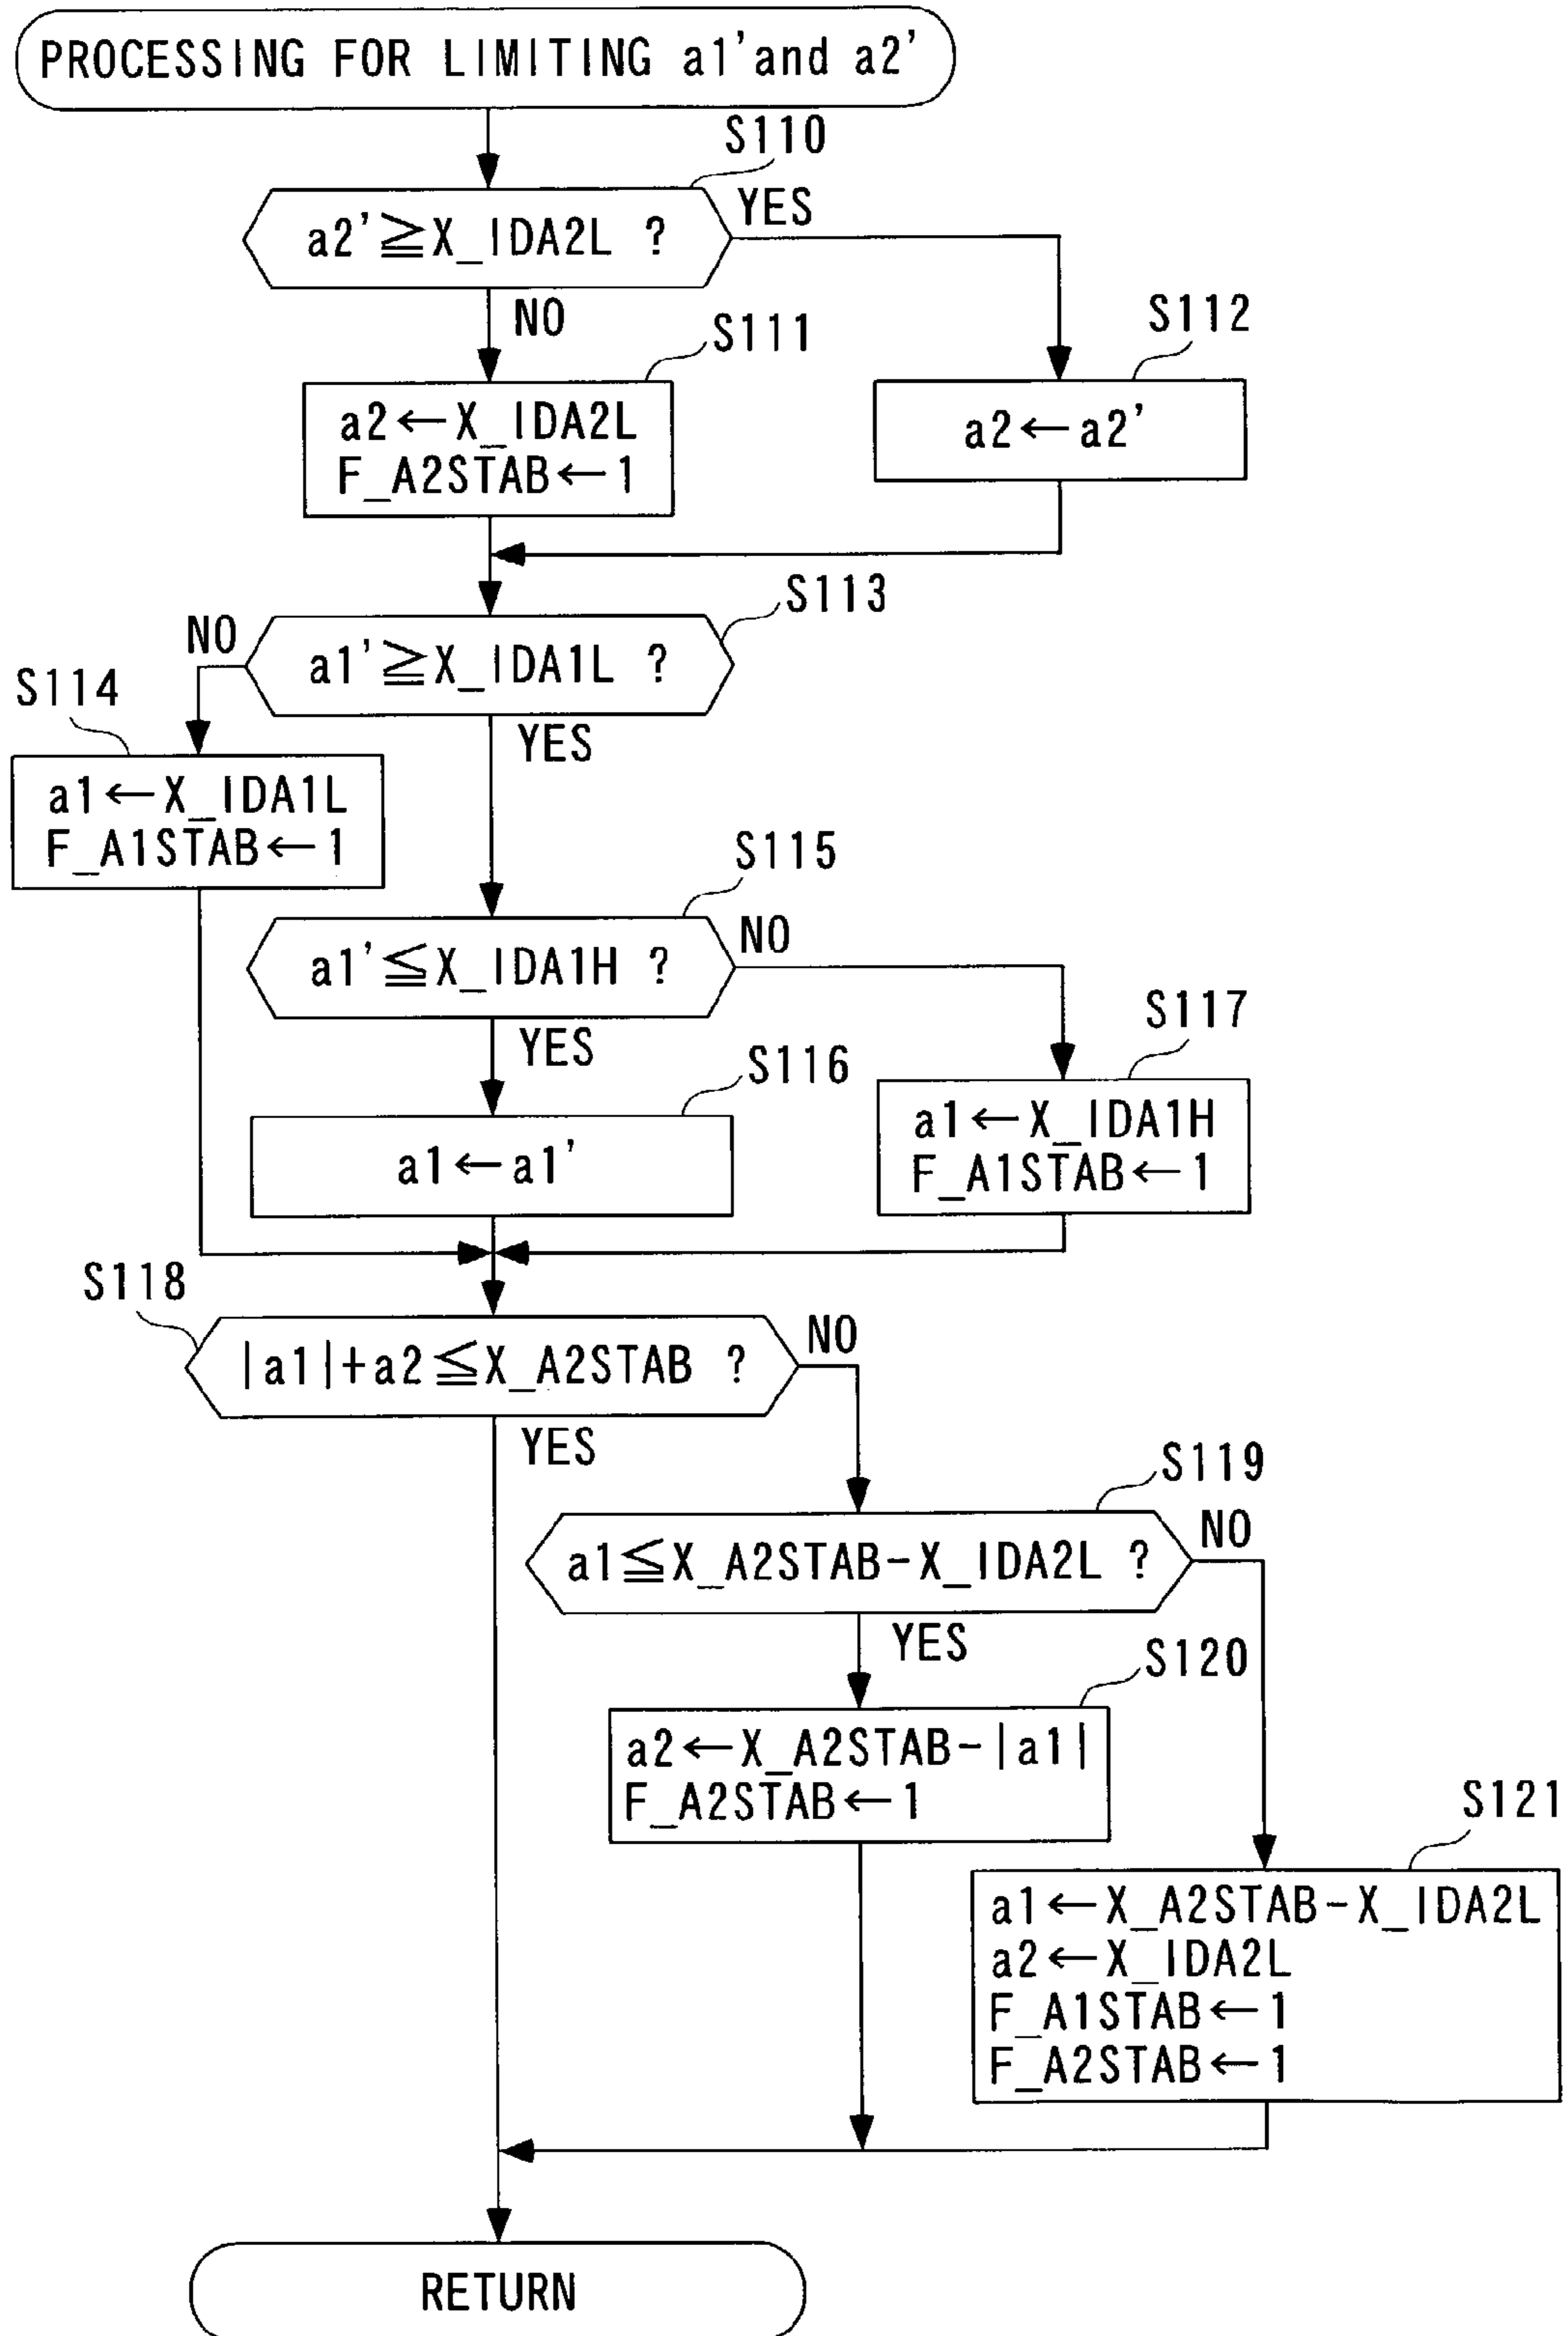 PROCESSING FOR LIMITING a1' and a2'
S110
a2'≧X_IDA2L ?
YES
NO
S111
S112
a2←X_IDA2L
F_A2STAB←1
a2←a2'
S113
NO
a1'≧X_IDA1L ?
S114
YES
a1←X_IDA1L
F_A1STAB←1
S115
a1'≦X_IDA1H ?
NO
YES
S117
S116
a1←a1'
a1←X_IDA1H
F_A1STAB←1
S118
|a1|+a2≦X_A2STAB ?
NO
YES
S119
a1≦X_A2STAB-X_IDA2L ?
NO
YES
S120
a2←X_A2STAB-|a1|
F_A2STAB←1
S121
a1←X_A2STAB-X_IDA2L
a2←X_IDA2L
F_A1STAB←1
F_A2STAB←1
RETURN